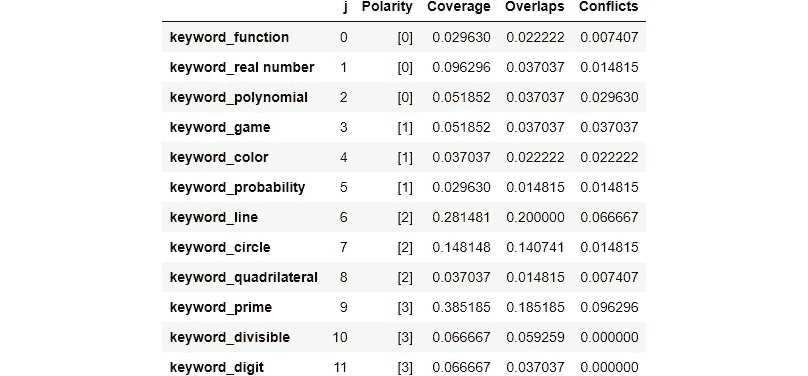 j Polarity Coverage Overlaps Conflicts
keyword_function 0 [0] 0.029630 0.022222 0.007407
keyword_real number 1 [0] 0.096296 0.037037 0.014815
keyword_polynomial 2 [0] 0.051852 0.037037 0.029630
keyword_game 3 [1] 0.051852 0.037037 0.037037
keyword_color 4 [1] 0.037037 0.022222 0.022222
keyword_probability 5 [1] 0.029630 0.014815 0.014815
keyword_line 6 [2] 0.281481 0.200000 0.066667
keyword_circle 7 [2] 0.148148 0.140741 0.014815
keyword_quadrilateral 8 [2] 0.037037 0.014815 0.007407
keyword_prime 9 [3] 0.385185 0.185185 0.096296
keyword_divisible 10 [3] 0.066667 0.059259 0.000000
keyword_digit 11 [3] 0.066667 0.037037 0.000000